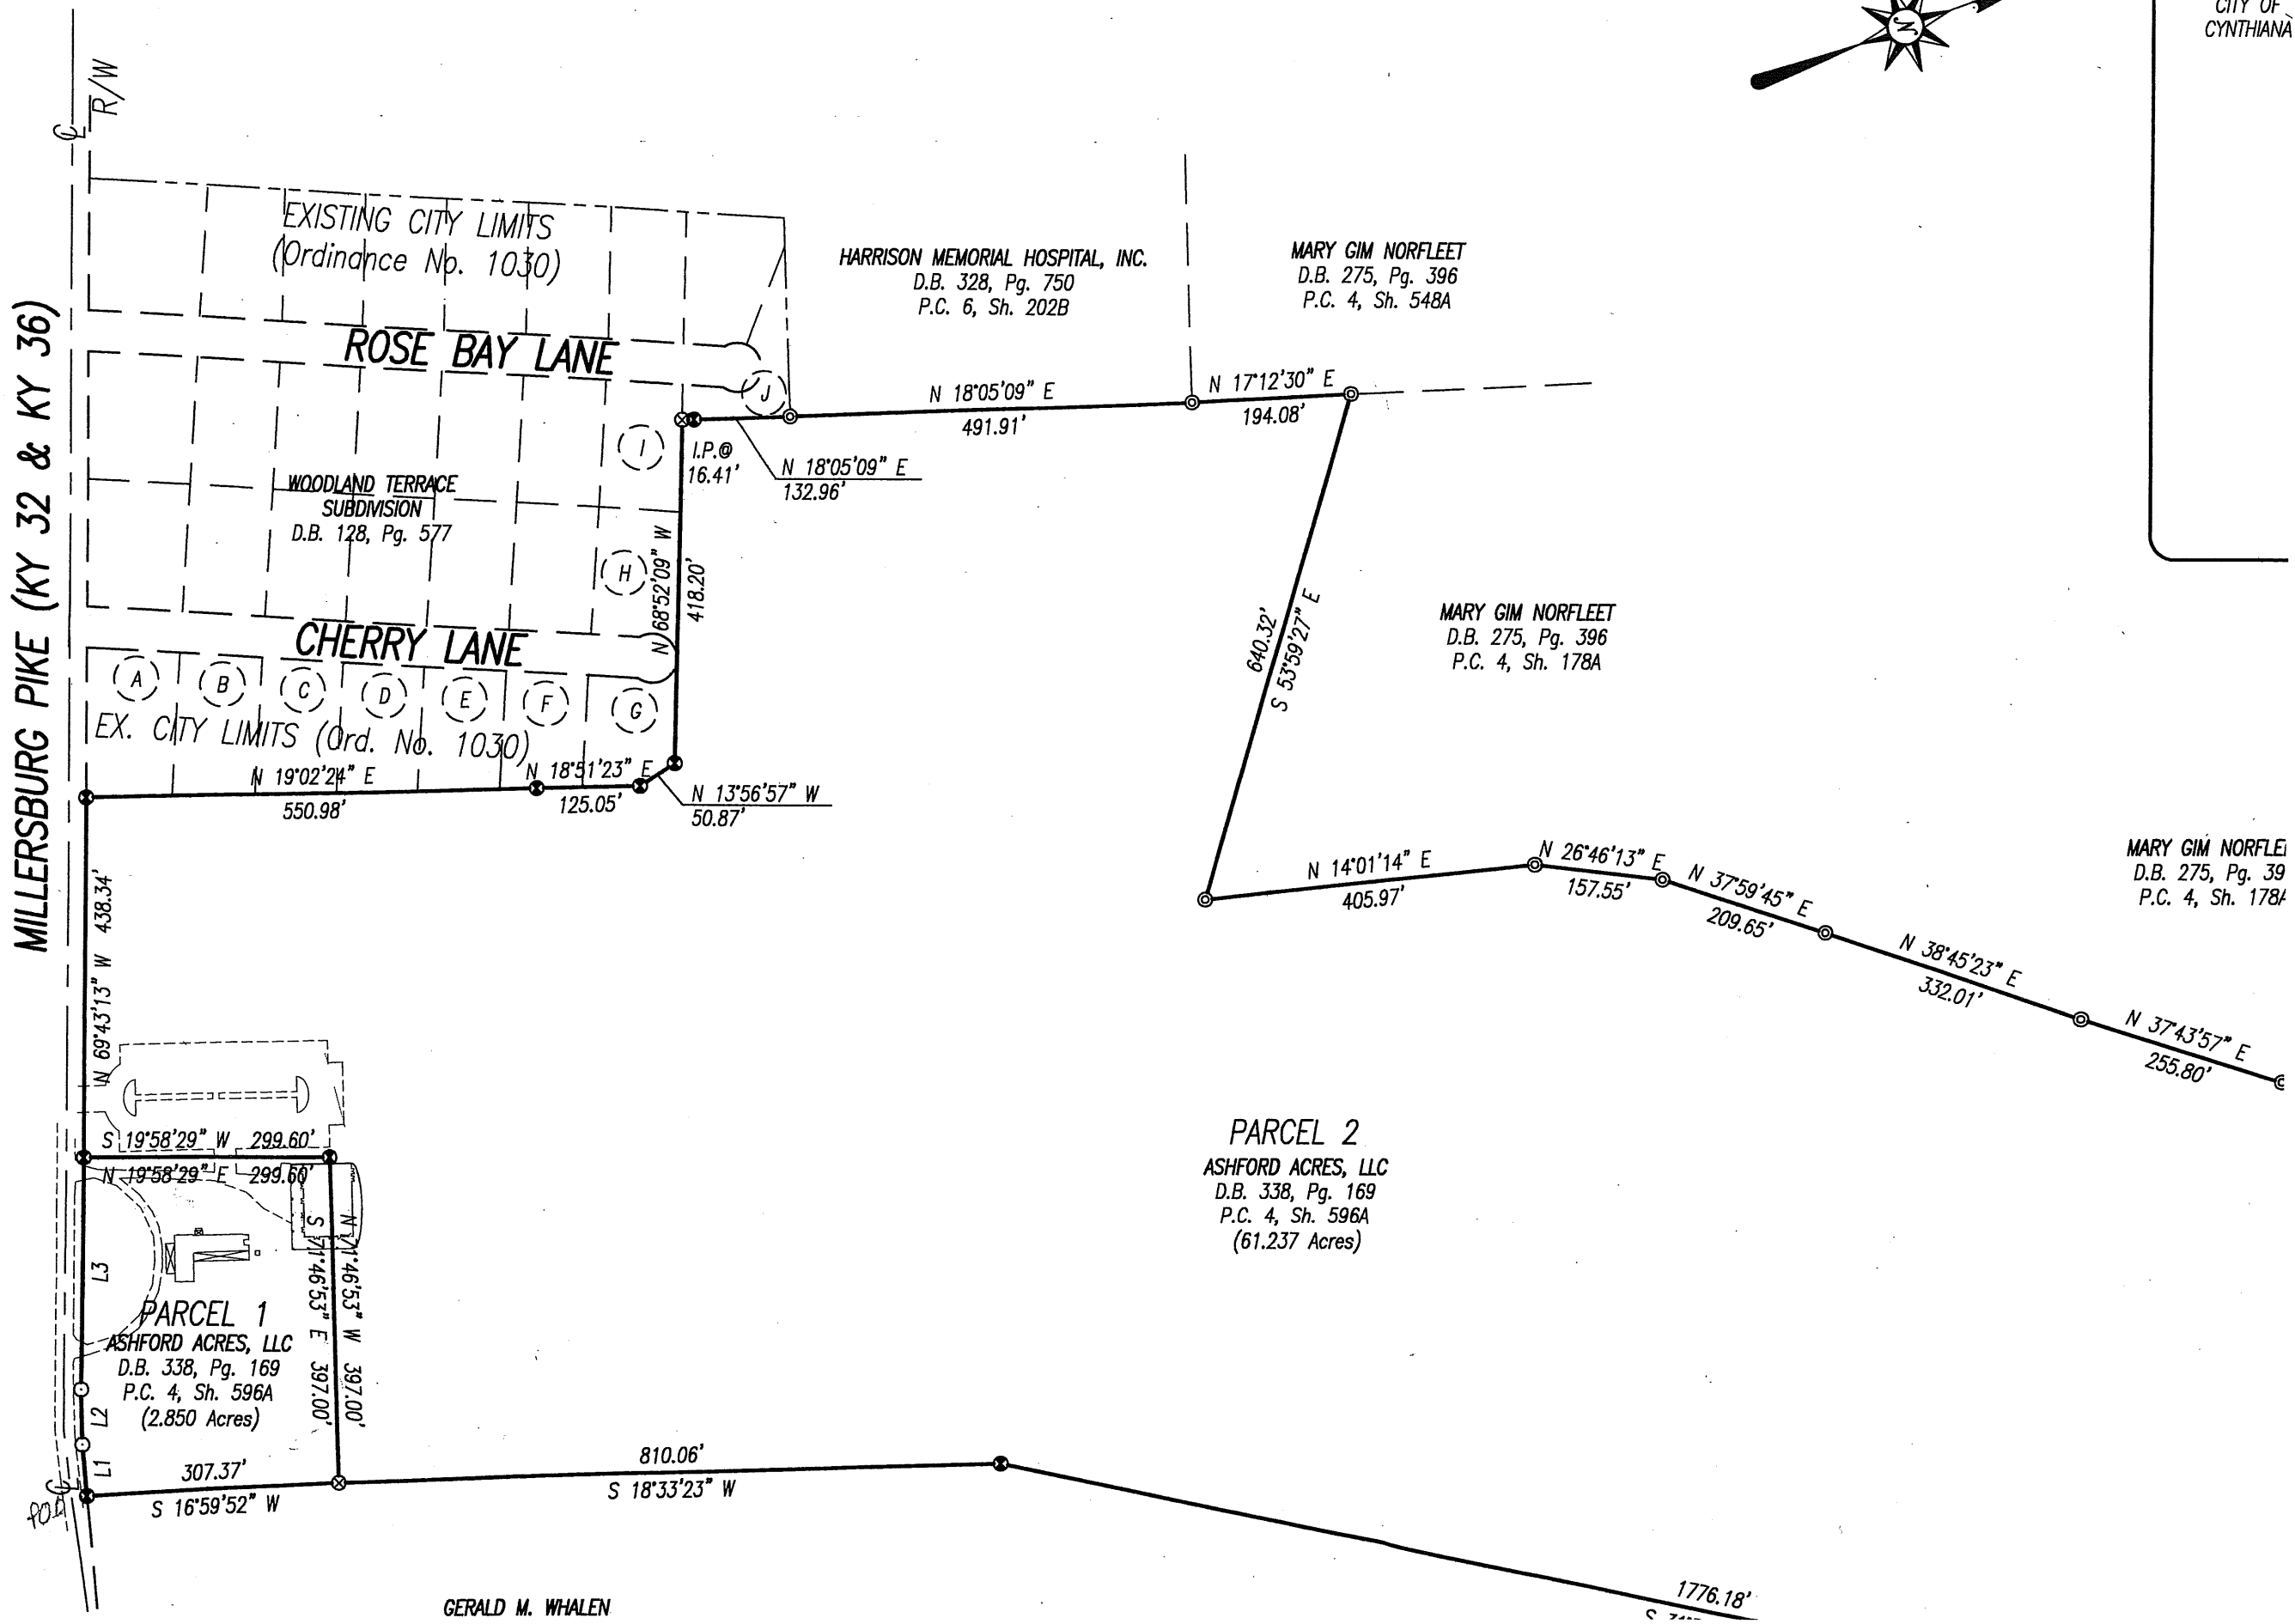 CITY OF
CYNTHIANA
N
R/W
MILLERSBURG PIKE (KY 32 & KY 36)
EXISTING CITY LIMITS
(Ordinance No. 1030)
HARRISON MEMORIAL HOSPITAL, INC.
D.B. 328, Pg. 750
P.C. 6, Sh. 202B
MARY GIM NORFLEET
D.B. 275, Pg. 396
P.C. 4, Sh. 548A
ROSE BAY LANE
J
N 18°05'09" E
491.91'
N 17°12'30" E
194.08'
I
I.P.@
16.41'
N 18°05'09" E
132.96'
WOODLAND TERRACE
SUBDIVISION
D.B. 128, Pg. 577
H
N 68°52'09" W
418.20'
640.32'
S 53°59'27" E
MARY GIM NORFLEET
D.B. 275, Pg. 396
P.C. 4, Sh. 178A
CHERRY LANE
A
B
C
D
E
F
G
EX. CITY LIMITS (Ord. No. 1030)
N 19°02'24" E
550.98'
N 18°51'23" E
125.05'
N 13°56'57" W
50.87'
N 14°01'14" E
405.97'
N 26°46'13" E
157.55'
N 37°59'45" E
209.65'
N 38°45'23" E
332.01'
N 37°43'57" E
255.80'
MARY GIM NORFLE
D.B. 275, Pg. 39
P.C. 4, Sh. 178
N 69°43'13" W 438.34'
S 19°58'29" W 299.60'
N 19°58'29" E 299.60'
S 71°46'53" E 397.00'
N 71°46'53" W 397.00'
L3
L2
L1
PARCEL 1
ASHFORD ACRES, LLC
D.B. 338, Pg. 169
P.C. 4, Sh. 596A
(2.850 Acres)
PARCEL 2
ASHFORD ACRES, LLC
D.B. 338, Pg. 169
P.C. 4, Sh. 596A
(61.237 Acres)
307.37'
S 16°59'52" W
810.06'
S 18°33'23" W
P.O.B
1776.18'
GERALD M. WHALEN